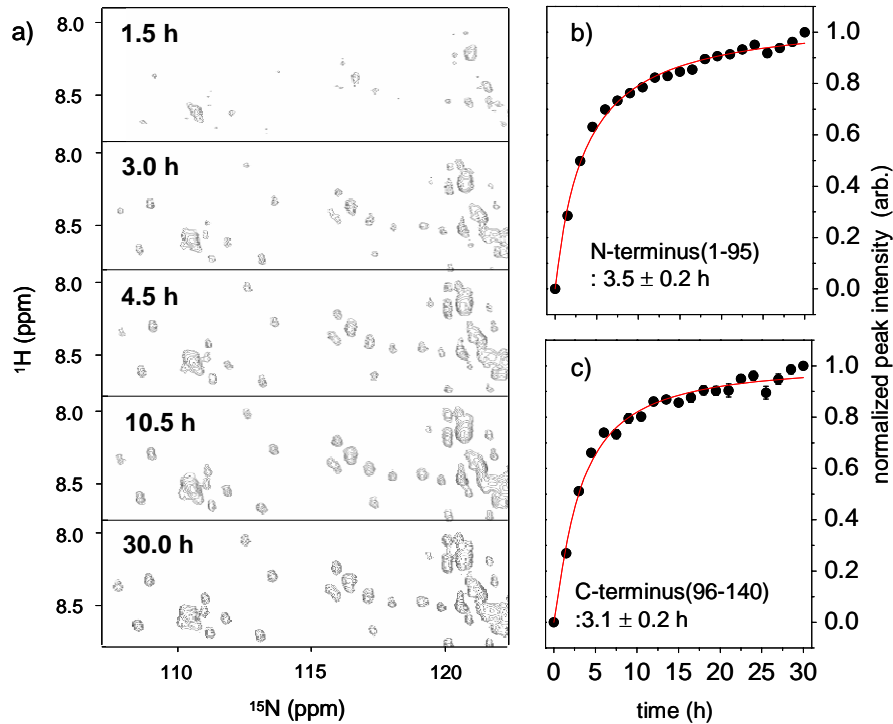 a)
8.0
1.5 h
8.5
8.0
3.0 h
8.5
8.0
4.5 h
8.5
8.0
10.5 h
8.5
8.0
30.0 h
8.5
110
115
120
¹H (ppm)
¹⁵N (ppm)
b)
1.0
0.8
0.6
0.4
0.2
0.0
N-terminus(1-95)
: 3.5 ± 0.2 h
c)
1.0
0.8
0.6
0.4
0.2
0.0
C-terminus(96-140)
:3.1 ± 0.2 h
0 5 10 15 20 25 30
time (h)
normalized peak intensity (arb.)